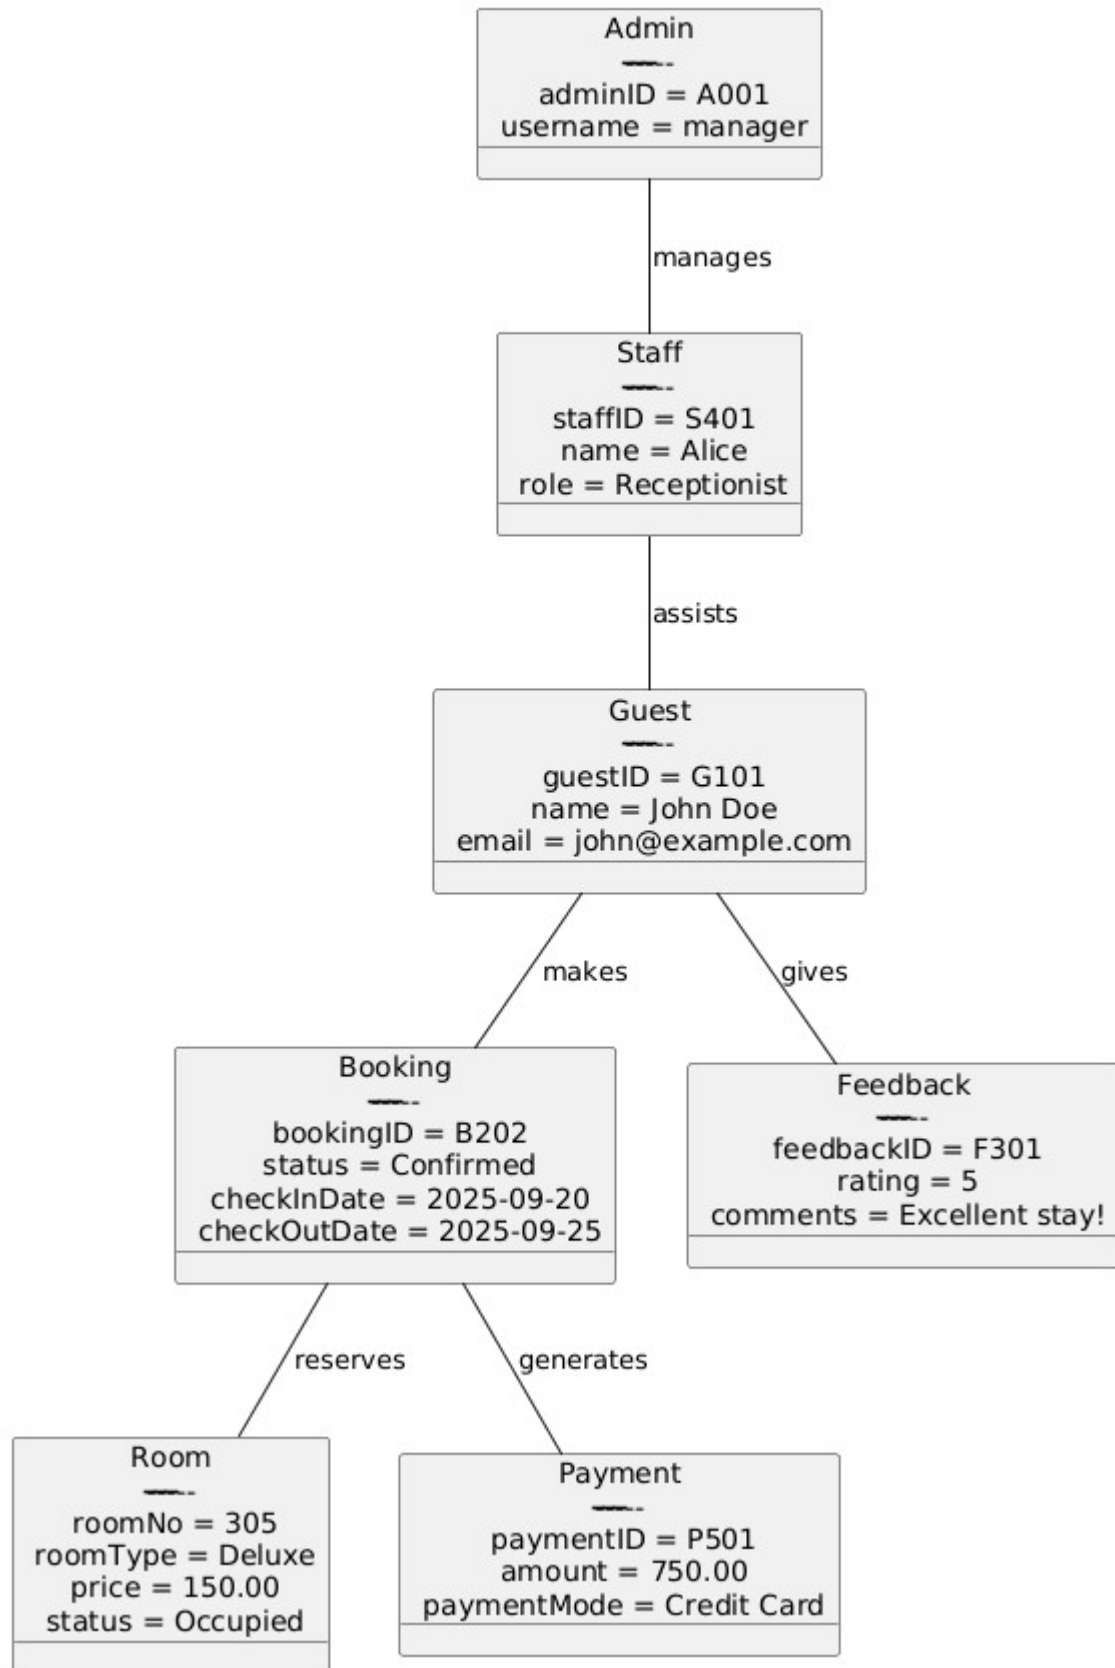 Admin
adminID = A001
username = manager
manages
Staff
staffID = S401
name = Alice
role = Receptionist
assists
Guest
guestID = G101
name = John Doe
email = john@example.com
makes
gives
Booking
bookingID = B202
status = Confirmed
checkInDate = 2025-09-20
checkOutDate = 2025-09-25
Feedback
feedbackID = F301
rating = 5
comments = Excellent stay!
reserves
generates
Room
roomNo = 305
roomType = Deluxe
price = 150.00
status = Occupied
Payment
paymentID = P501
amount = 750.00
paymentMode = Credit Card